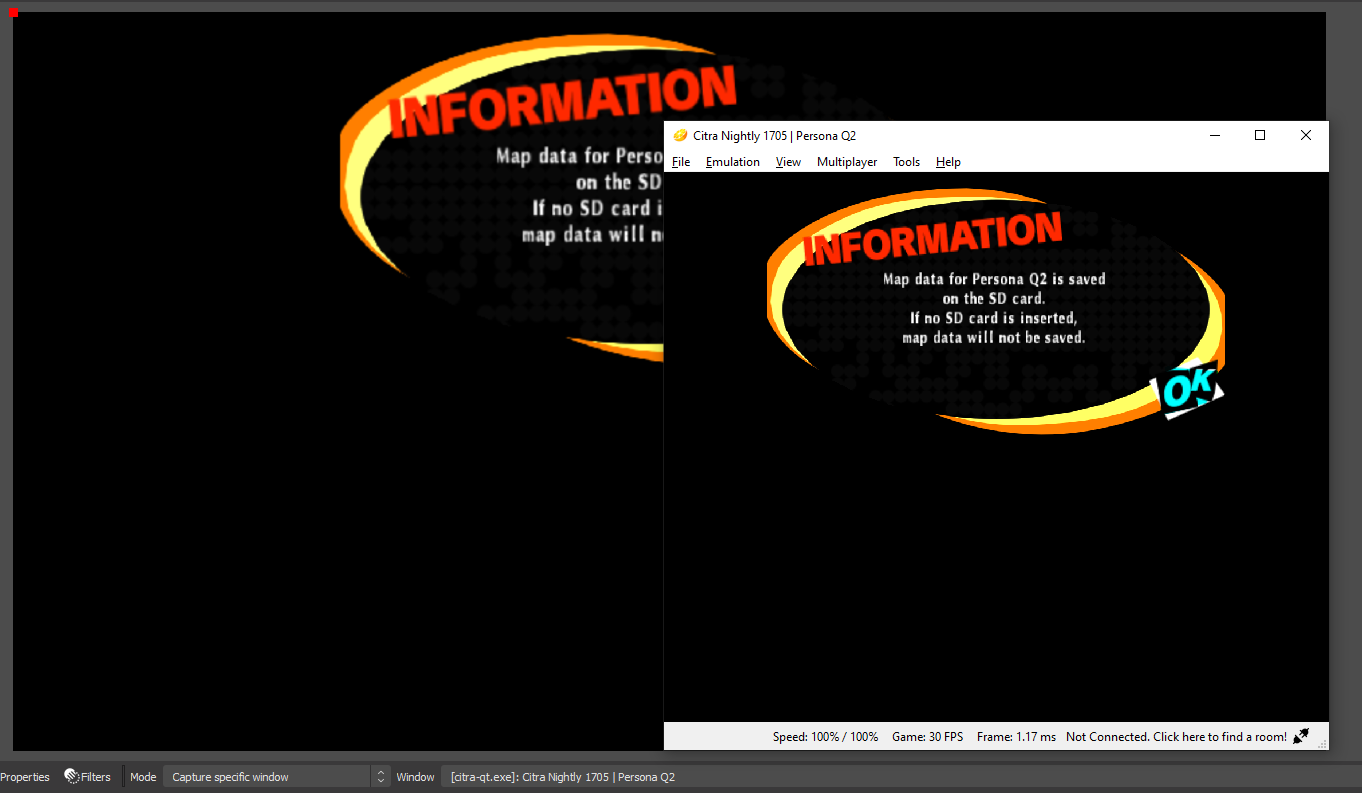 INFORMATION
Map data for Perso
on the SD
If no SD card i
map data will n
Citra Nightly 1705 | Persona Q2
File Emulation View Multiplayer Tools Help
INFORMATION
Map data for Persona Q2 is saved
on the SD card.
If no SD card is inserted,
map data will not be saved.
OK
Speed: 100% / 100% Game: 30 FPS Frame: 1.17 ms Not Connected. Click here to find a room!
Properties Filters Mode Capture specific window Window [citra-qt.exe]: Citra Nightly 1705 | Persona Q2